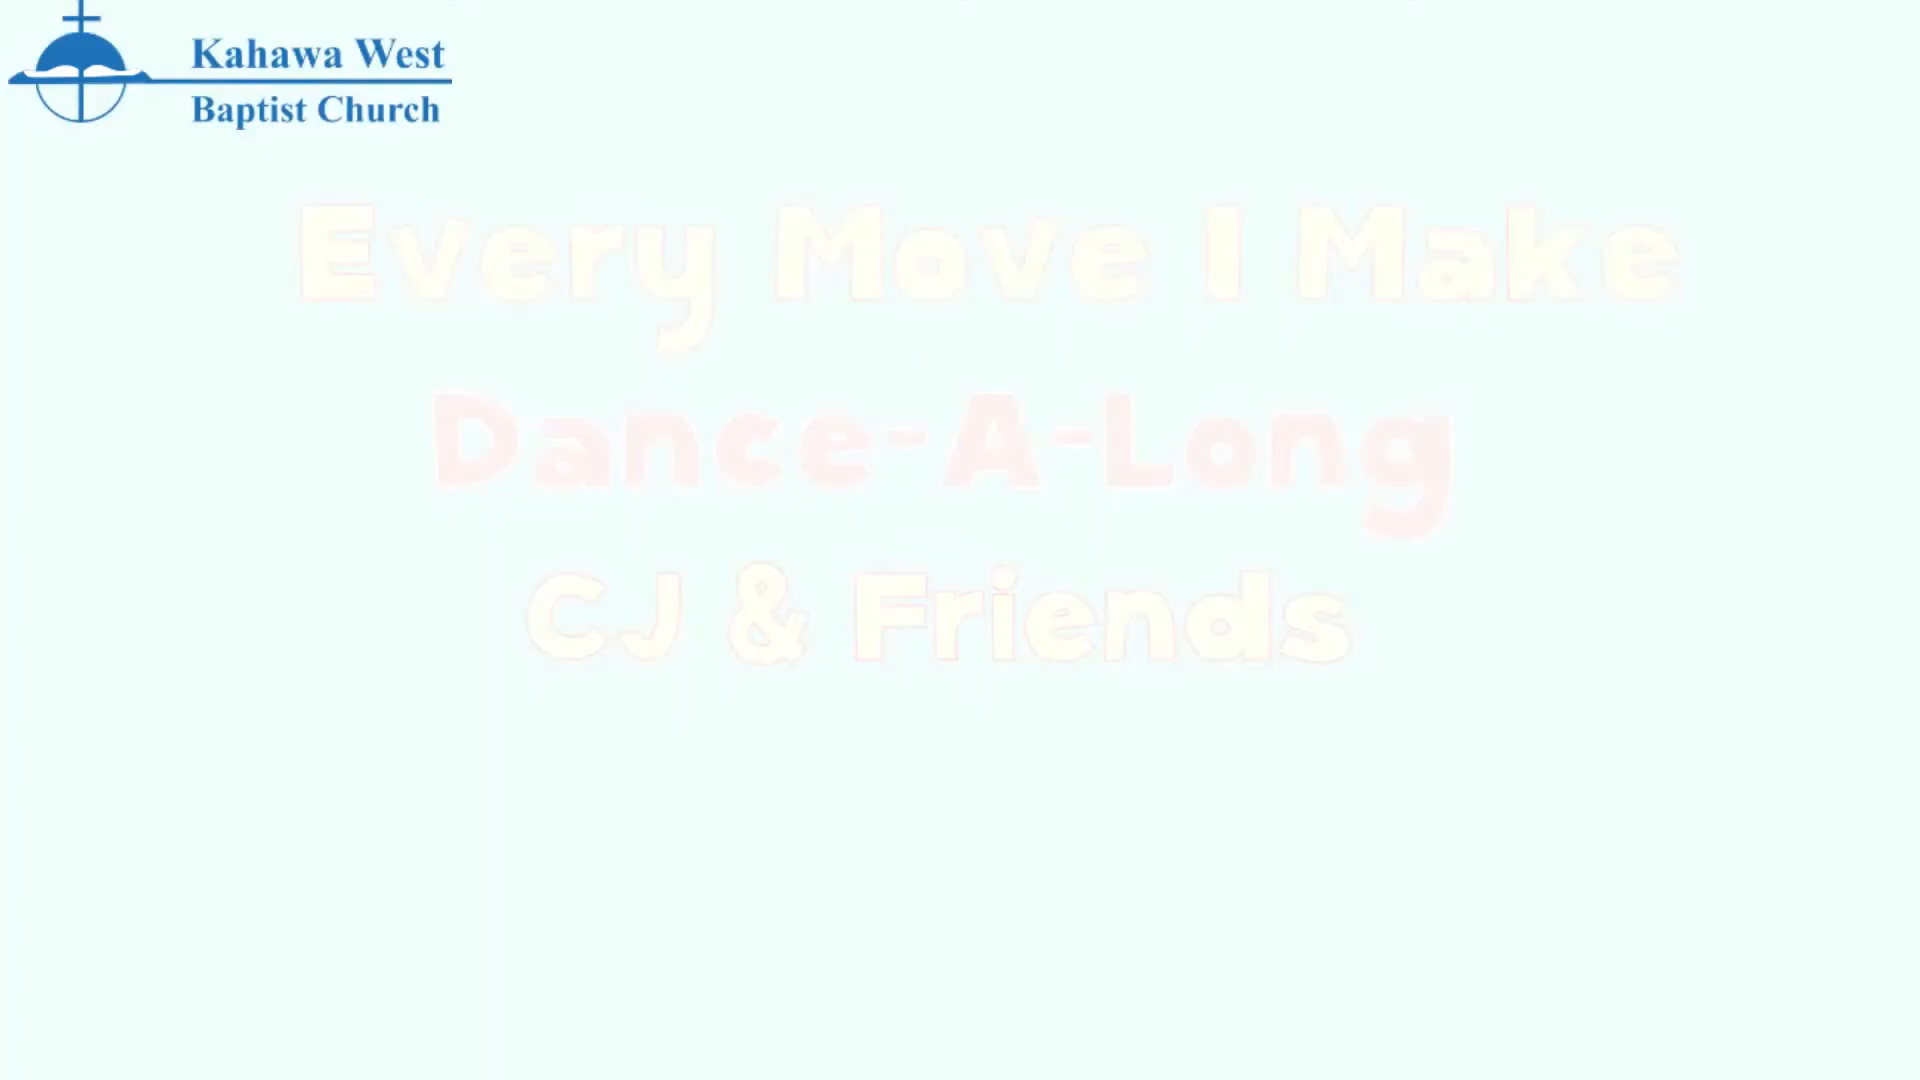 Kahawa West
Baptist Church
Every Move I Make
Dance-A-Long
CJ & Friends